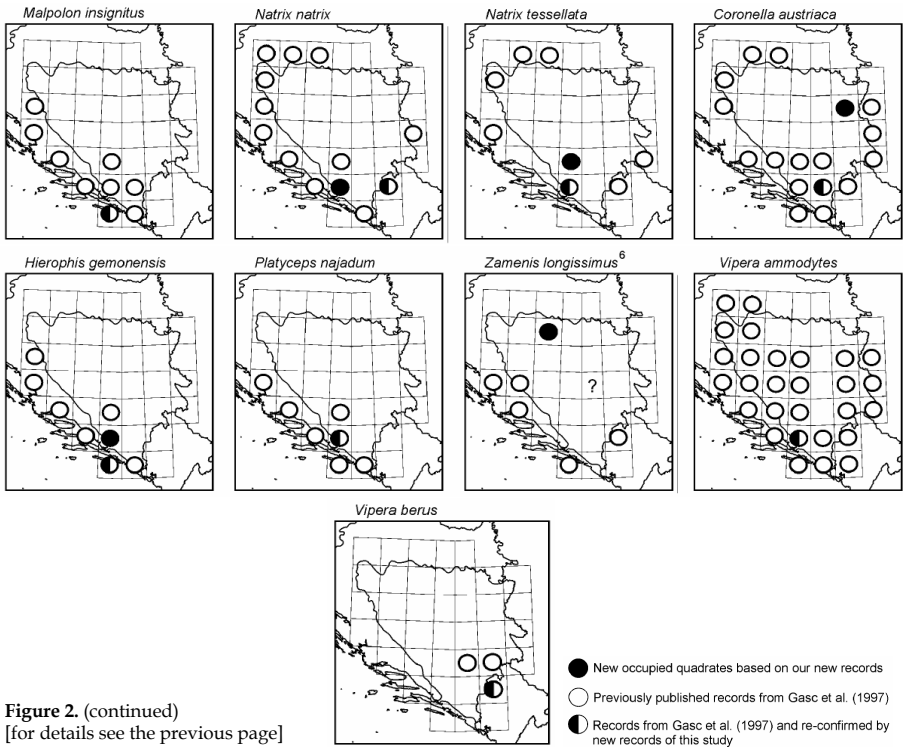 Malpolon insignitus
Natrix natrix
Natrix tessellata
Coronella austriaca
Hierophis gemonensis
Platyceps najadum
Zamenis longissimus6
Vipera ammodytes
?
Vipera berus
New occupied quadrates based on our new records
Previously published records from Gasc et al. (1997)
Records from Gasc et al. (1997) and re-confirmed by
new records of this study
Figure 2. (continued)
[for details see the previous page]